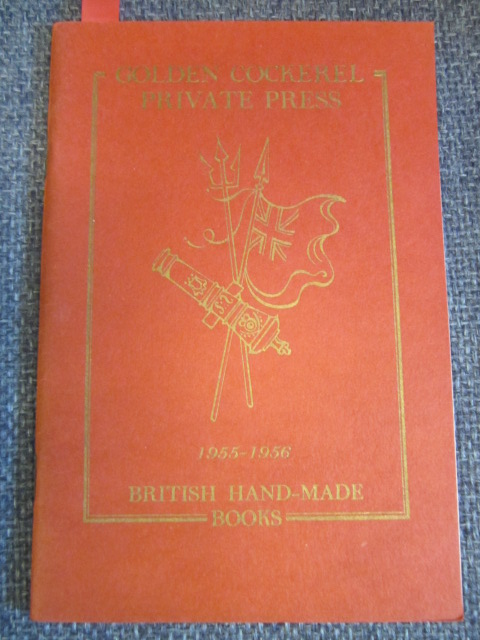 GOLDEN COCKEREL
PRIVATE PRESS
1955-1956
BRITISH HAND-MADE
BOOKS